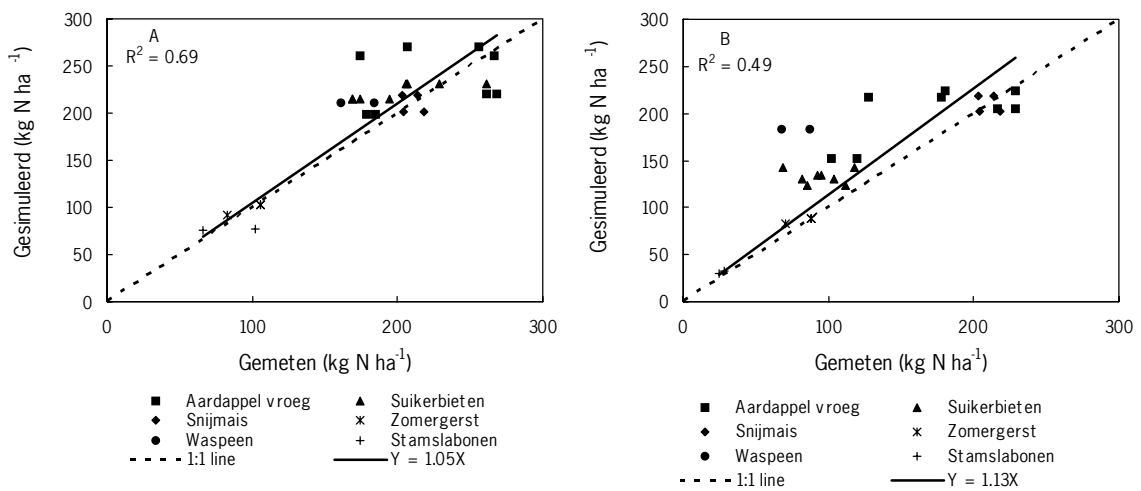 A
R² = 0.69
Gesimuleerd (kg N ha⁻¹)
300
250
200
150
100
50
0
0 100 200 300
Gemeten (kg N ha⁻¹)
Aardappel vroeg Suikerbieten
Snijmais Zomergerst
Waspeen Stamslabonen
1:1 line Y = 1.05X
B
R² = 0.49
Gesimuleerd (kg N ha⁻¹)
300
250
200
150
100
50
0
0 100 200 300
Gemeten (kg N ha⁻¹)
Aardappel vroeg Suikerbieten
Snijmais Zomergerst
Waspeen Stamslabonen
1:1 line Y = 1.13X